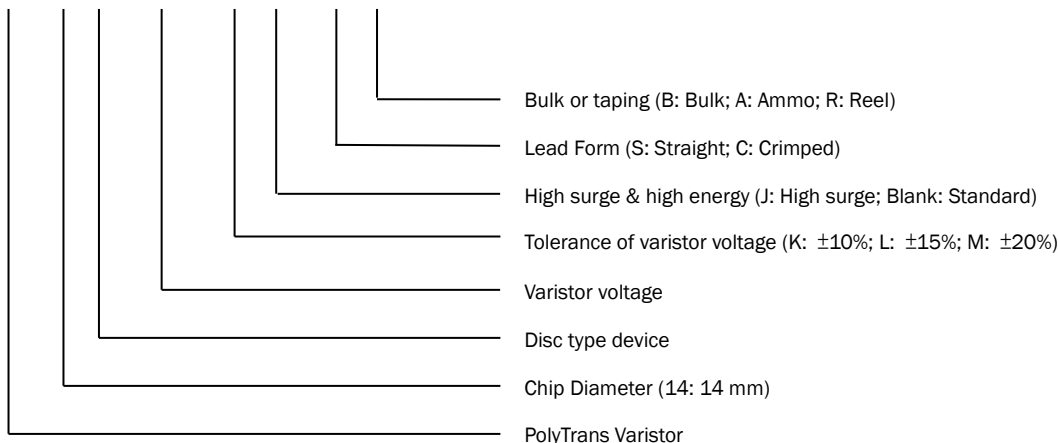 Bulk or taping (B: Bulk; A: Ammo; R: Reel)
Lead Form (S: Straight; C: Crimped)
High surge & high energy (J: High surge; Blank: Standard)
Tolerance of varistor voltage (K: ±10%; L: ±15%; M: ±20%)
Varistor voltage
Disc type device
Chip Diameter (14: 14 mm)
PolyTrans Varistor